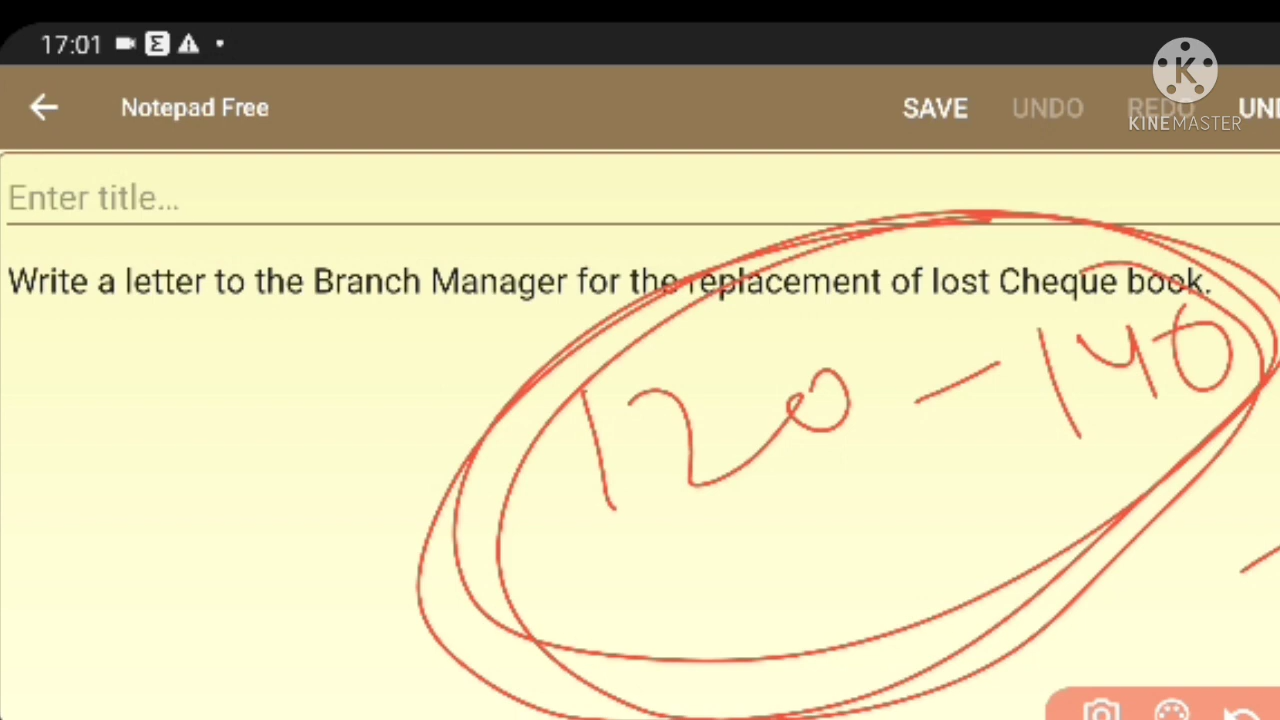 17:01
Notepad Free SAVE UNDO REDO
K
KINEMASTER
Enter title...
Write a letter to the Branch Manager for the replacement of lost Cheque book.
120 - 140